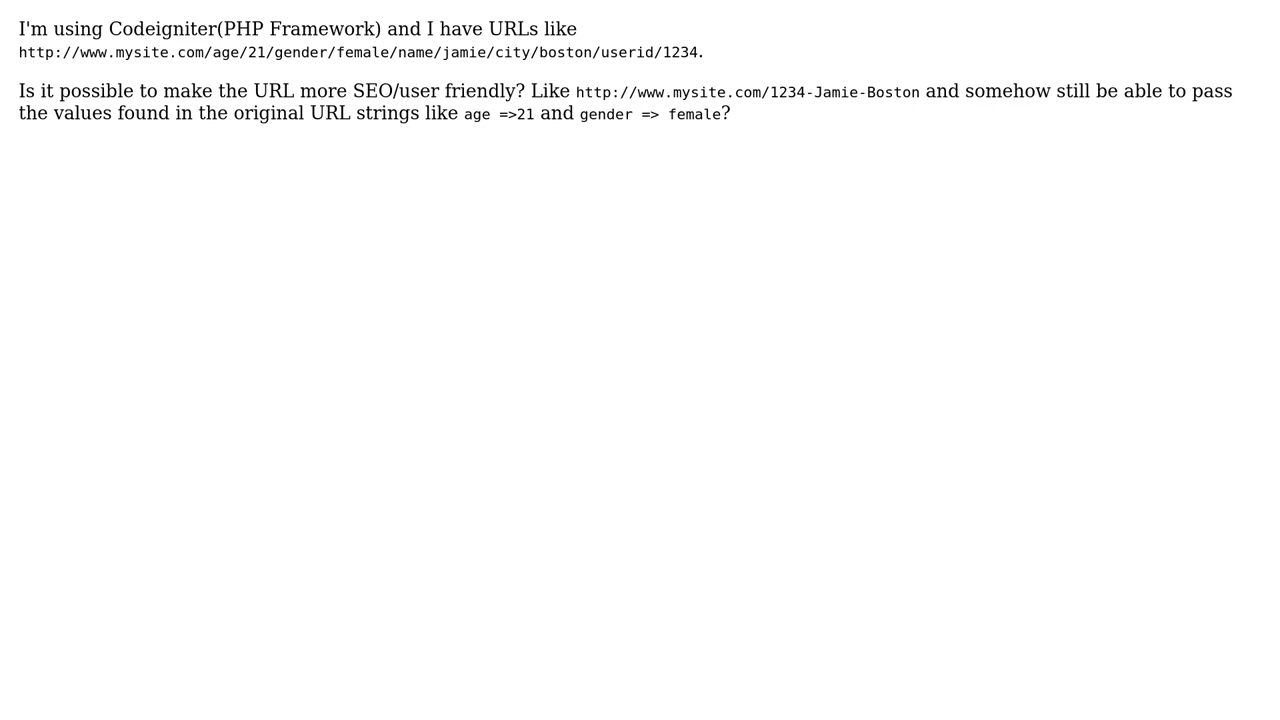 I'm using Codeigniter(PHP Framework) and I have URLs like
http://www.mysite.com/age/21/gender/female/name/jamie/city/boston/userid/1234.
Is it possible to make the URL more SEO/user friendly? Like http://www.mysite.com/1234-Jamie-Boston and somehow still be able to pass
the values found in the original URL strings like age =>21 and gender => female?